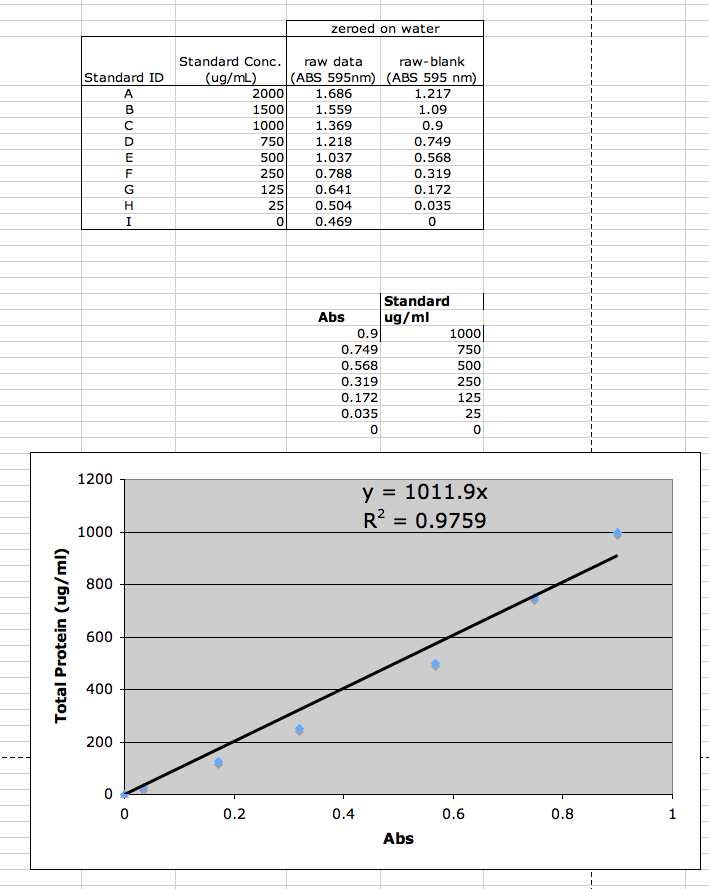 zeroed on water
Standard Conc. raw data raw-blank
Standard ID (ug/mL) (ABS 595nm) (ABS 595 nm)
A 2000 1.686 1.217
B 1500 1.559 1.09
C 1000 1.369 0.9
D 750 1.218 0.749
E 500 1.037 0.568
F 250 0.788 0.319
G 125 0.641 0.172
H 25 0.504 0.035
I 0 0.469 0
Standard
Abs ug/ml
0.9 1000
0.749 750
0.568 500
0.319 250
0.172 125
0.035 25
0 0
y = 1011.9x
R² = 0.9759
1200
1000
800
600
400
200
0
Total Protein (ug/ml)
0 0.2 0.4 0.6 0.8 1
Abs